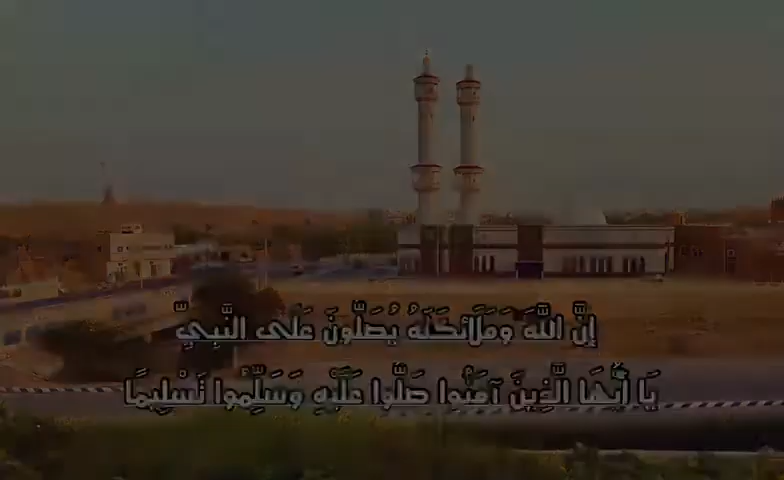 إِنَّ اللَّهَ وَمَلَائِكَتَهُ يُصَلُّونَ عَلَى النَّبِيِّ
يَا أَيُّهَا الَّذِينَ آمَنُوا صَلُّوا عَلَيْهِ وَسَلِّمُوا تَسْلِيمًا